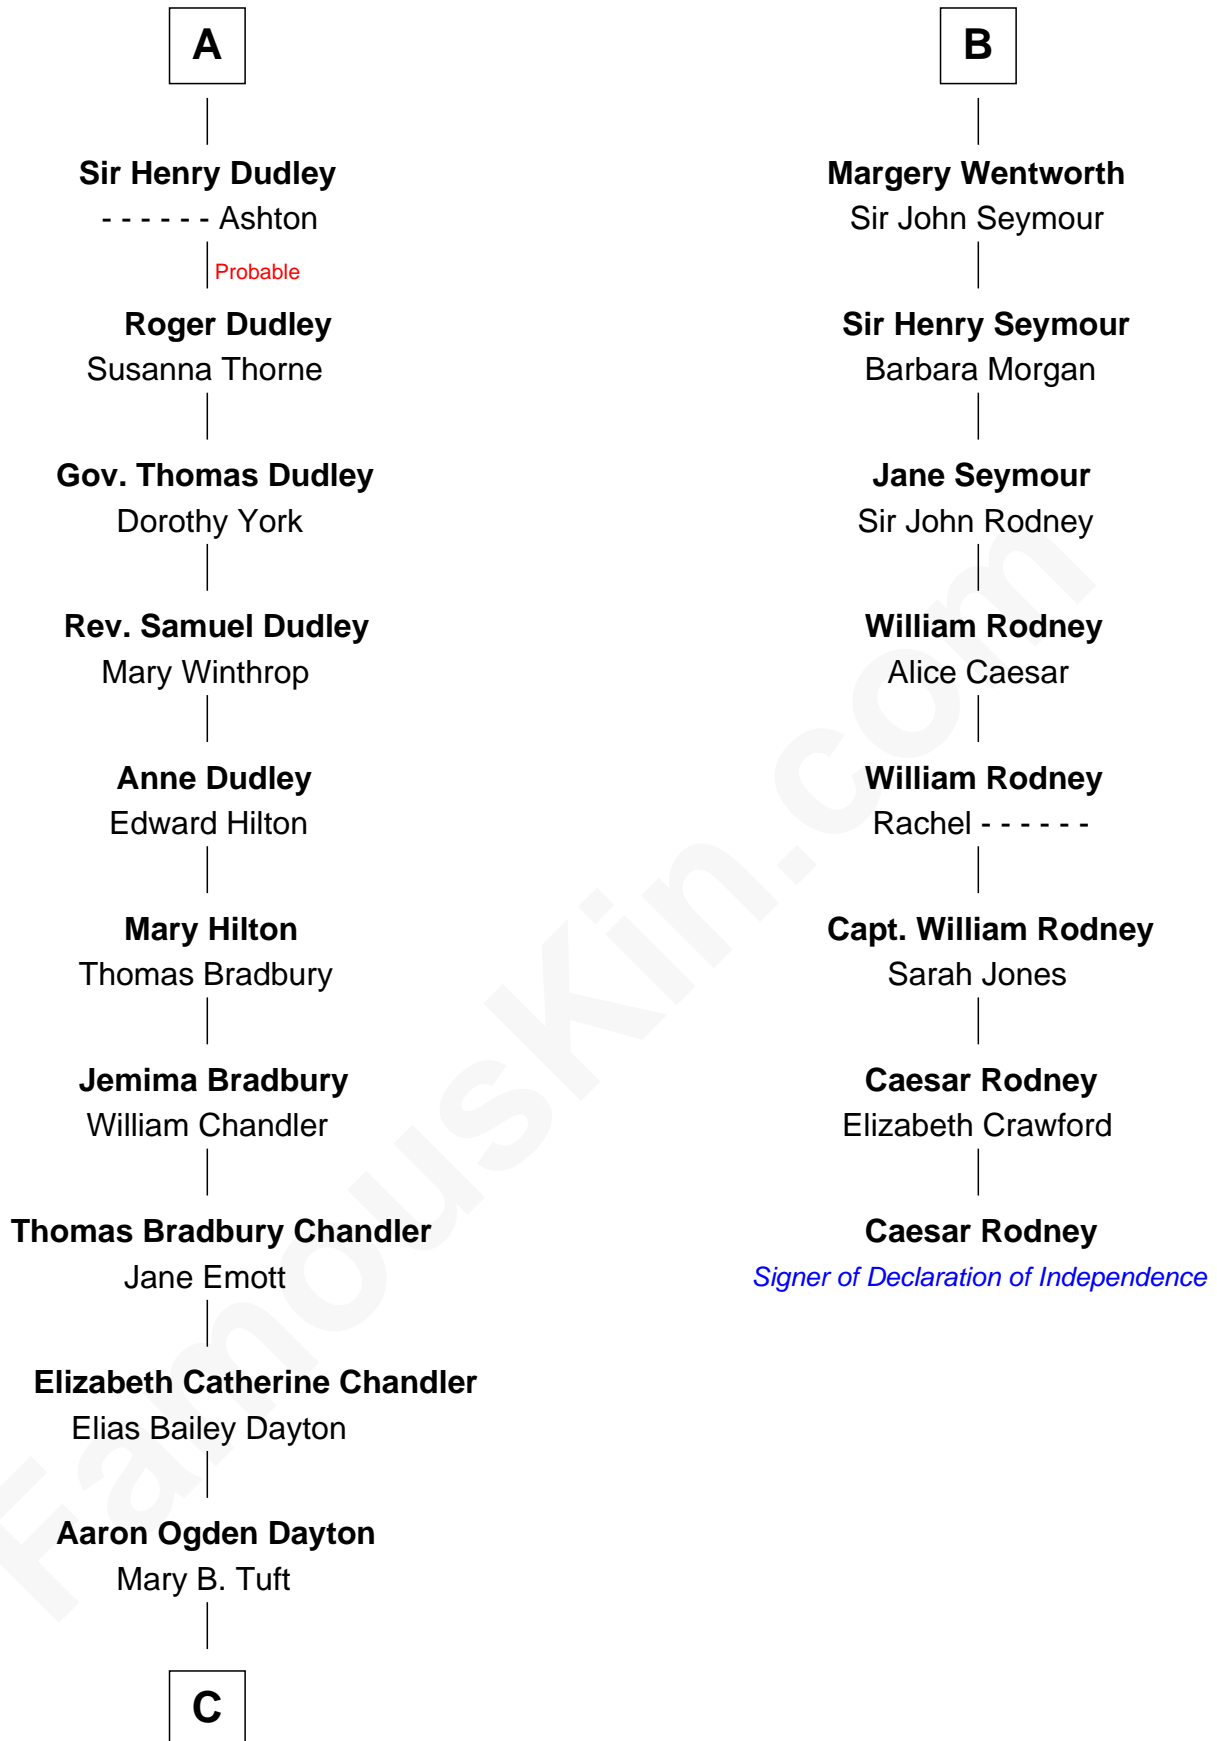 A
Sir Henry Dudley
- - - - - - Ashton
Probable
Roger Dudley
Susanna Thorne
Gov. Thomas Dudley
Dorothy York
Rev. Samuel Dudley
Mary Winthrop
Anne Dudley
Edward Hilton
Mary Hilton
Thomas Bradbury
Jemima Bradbury
William Chandler
Thomas Bradbury Chandler
Jane Emott
Elizabeth Catherine Chandler
Elias Bailey Dayton
Aaron Ogden Dayton
Mary B. Tuft
C
B
Margery Wentworth
Sir John Seymour
Sir Henry Seymour
Barbara Morgan
Jane Seymour
Sir John Rodney
William Rodney
Alice Caesar
William Rodney
Rachel - - - - - -
Capt. William Rodney
Sarah Jones
Caesar Rodney
Elizabeth Crawford
Caesar Rodney
Signer of Declaration of Independence
FamousKin.com